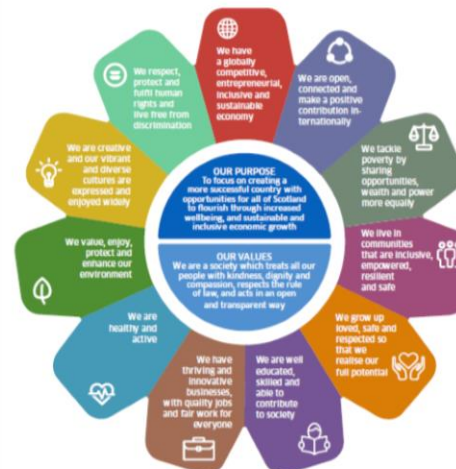 We have
a globally
competitive,
entrepreneurial,
inclusive and
sustainable
economy
We are open,
connected and
make a positive
contribution in-
ternationally
We tackle
poverty by
sharing
opportunities,
wealth and power
more equally
We live in
communities
that are inclusive,
empowered,
resilient
and safe
We grow up
loved, safe and
respected so
that we
realise our
full potential
We are well
educated,
skilled and
able to
contribute
to society
We have
thriving and
innovative
businesses,
with quality jobs
and fair work for
everyone
We are
healthy and
active
We value, enjoy,
protect and
enhance our
environment
We are creative
and our vibrant
and diverse
cultures are
expressed and
enjoyed widely
We respect,
protect and
fulfil human
rights and
live free from
discrimination
OUR PURPOSE
To focus on creating a
more successful country with
opportunities for all of Scotland
to flourish through increased
wellbeing, and sustainable and
inclusive economic growth
OUR VALUES
We are a society which treats all our
people with kindness, dignity and
compassion, respects the rule
of law, and acts in an open
and transparent way